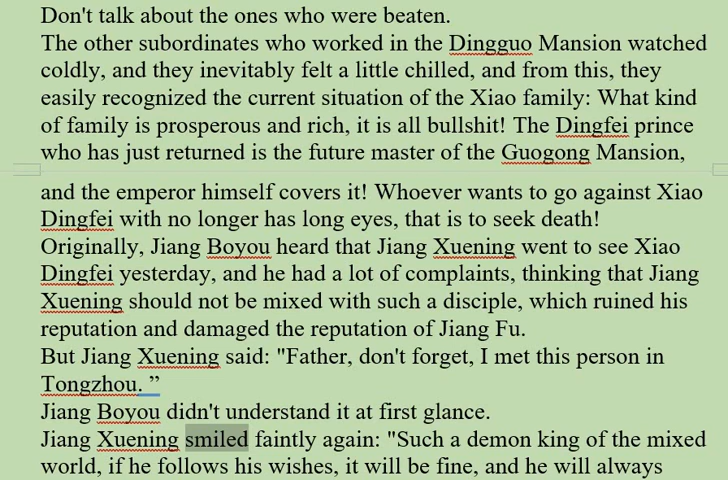 Don't talk about the ones who were beaten.
The other subordinates who worked in the Dingguo Mansion watched
coldly, and they inevitably felt a little chilled, and from this, they
easily recognized the current situation of the Xiao family: What kind
of family is prosperous and rich, it is all bullshit! The Dingfei prince
who has just returned is the future master of the Guogong Mansion,
and the emperor himself covers it! Whoever wants to go against Xiao
Dingfei with no longer has long eyes, that is to seek death!
Originally, Jiang Boyou heard that Jiang Xuening went to see Xiao
Dingfei yesterday, and he had a lot of complaints, thinking that Jiang
Xuening should not be mixed with such a disciple, which ruined his
reputation and damaged the reputation of Jiang Fu.
But Jiang Xuening said: "Father, don't forget, I met this person in
Tongzhou. ”
Jiang Boyou didn't understand it at first glance.
Jiang Xuening smiled faintly again: "Such a demon king of the mixed
world, if he follows his wishes, it will be fine, and he will always